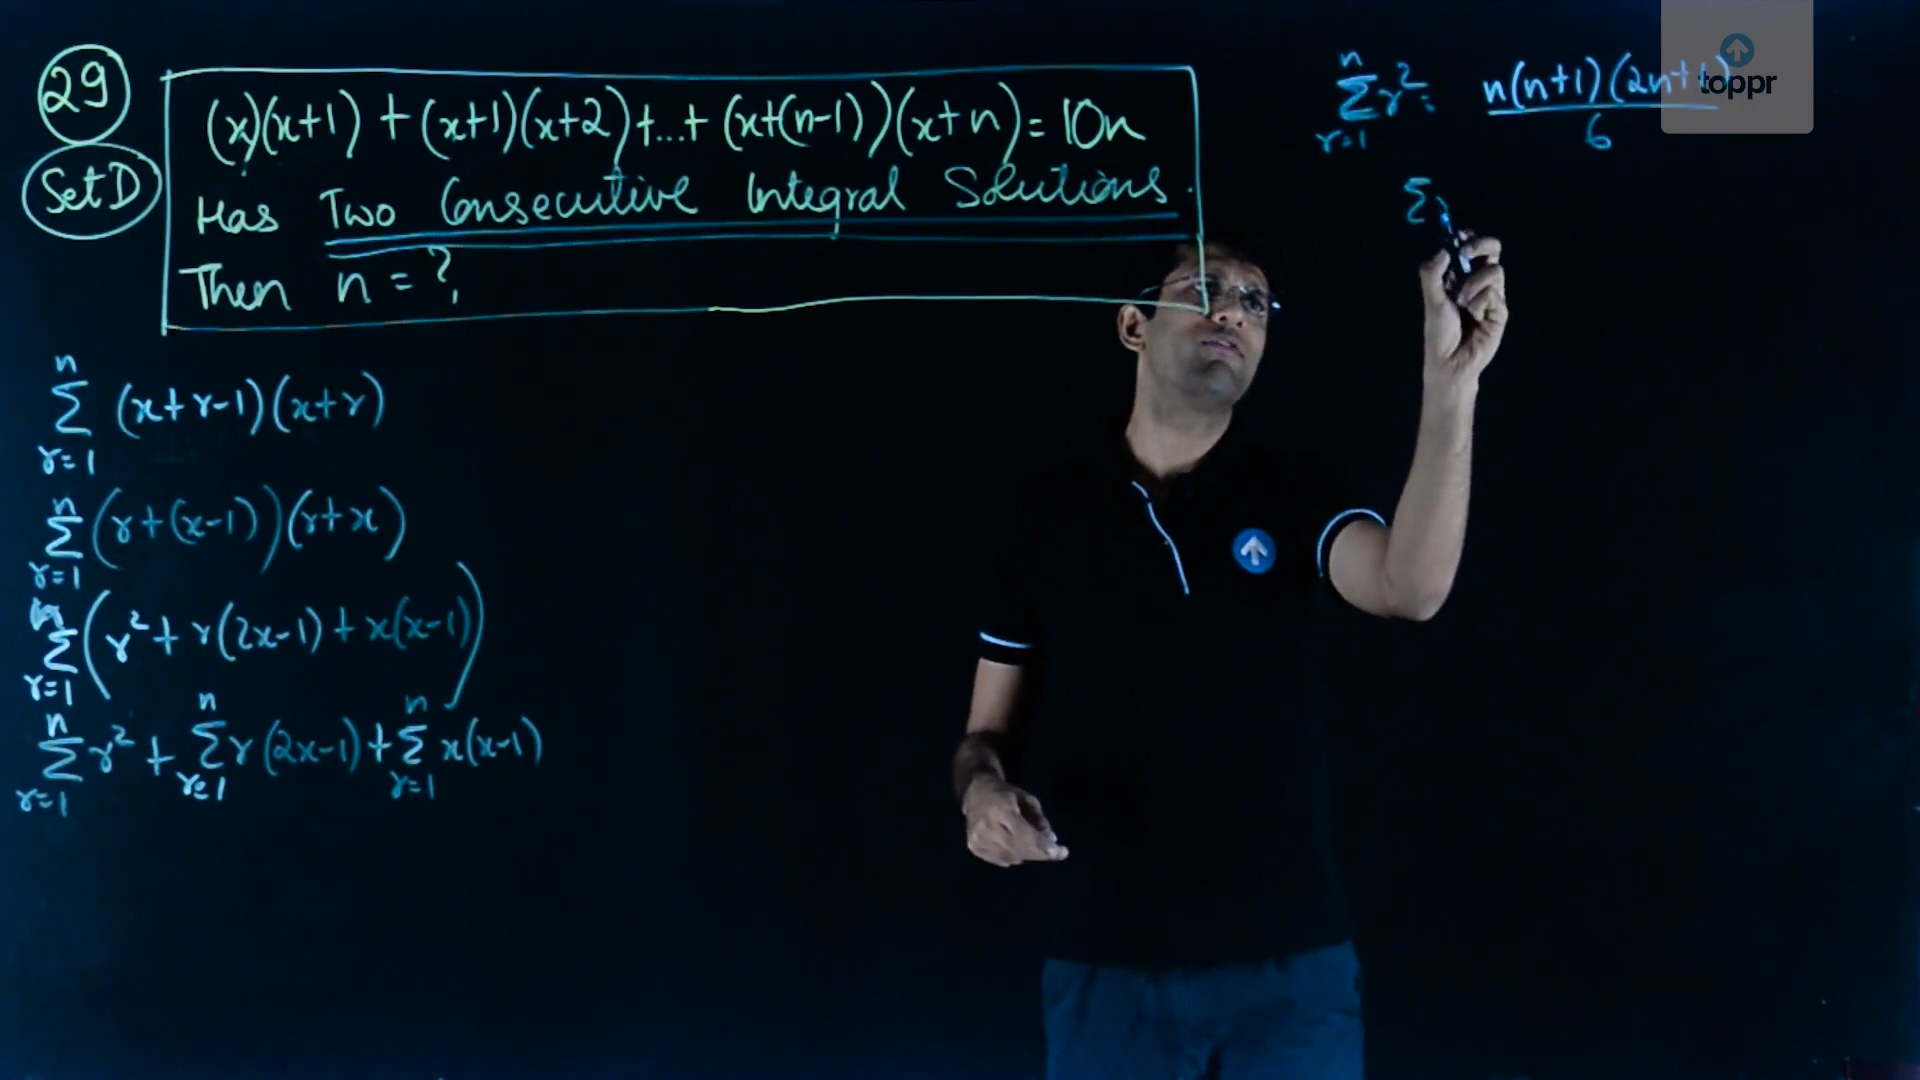 29
Set D
(x)(x+1) + (x+1)(x+2)+...+ (x+(n-1))(x+n) = 10n
Has Two Consecutive Integral Solutions.
Then n = ?
n
Σ (x+r-1)(x+r)
r=1
n
Σ (r+(x-1))(r+x)
r=1
n
Σ (r²+ r(2x-1) + x(x-1))
r=1
n n n
Σ r² + Σ r(2x-1) + Σ x(x-1)
r=1 r=1 r=1
n
Σ r² = n(n+1)(2n+1)/6
r=1
Σ
toppr